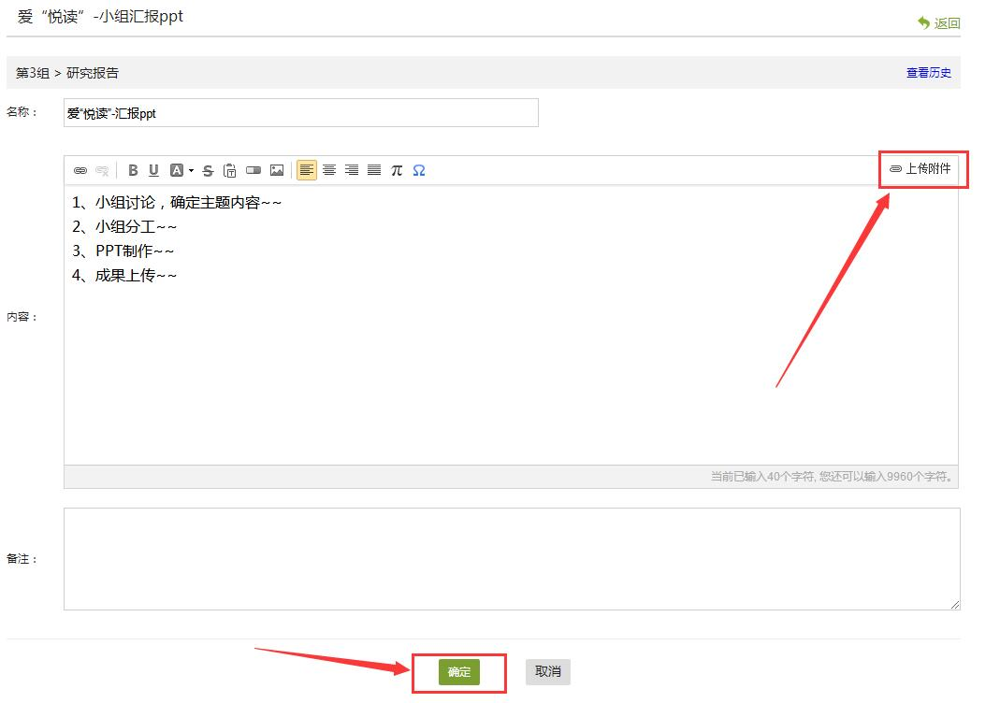 爱“悦读”-小组汇报ppt
返回
第3组 > 研究报告
查看历史
名称：
爱“悦读”-汇报ppt
B U A S π Ω
上传附件
1、小组讨论，确定主题内容~~
2、小组分工~~
3、PPT制作~~
4、成果上传~~
内容：
当前已输入40个字符, 您还可以输入9960个字符。
备注：
确定
取消